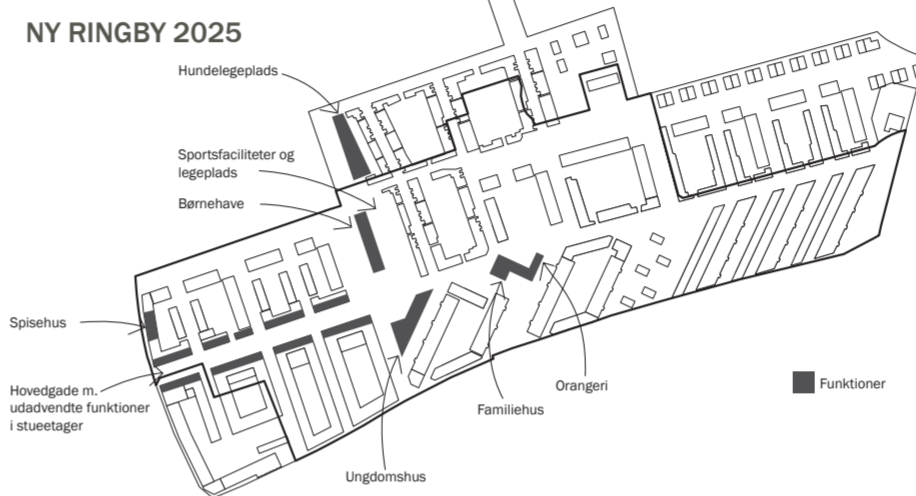 NY RINGBY 2025
Hundelegeplads
Sportsfaciliteter og
legeplads
Børnehave
Spisehus
Hovedgade m.
udadvendte funktioner
i stueetager
Ungdomshus
Familiehus
Orangeri
Funktioner